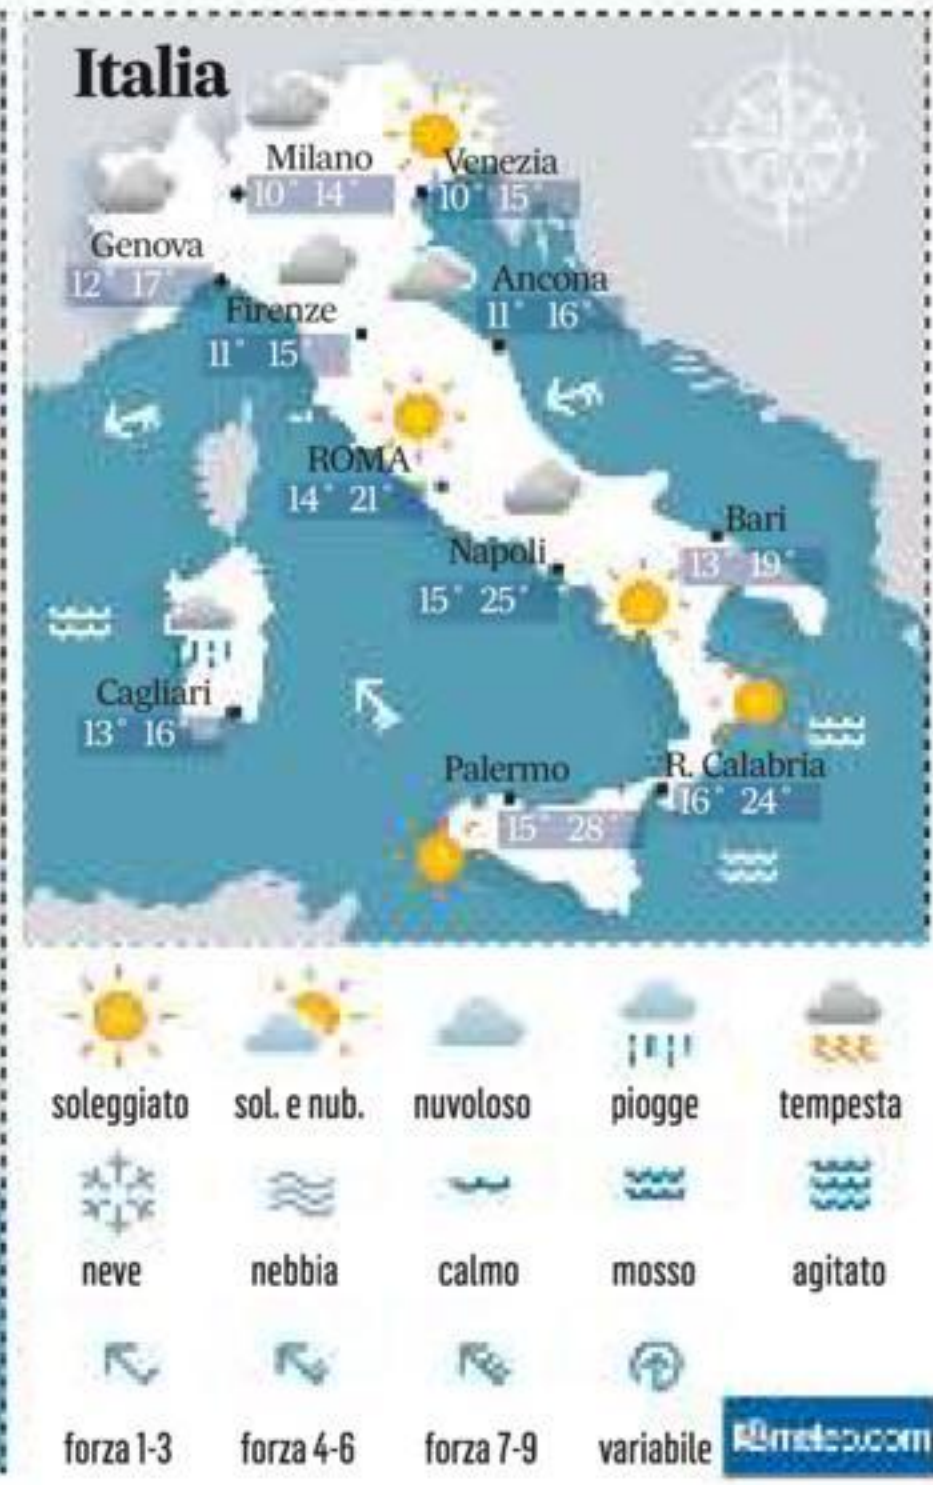 Italia
Milano
10° 14°
Venezia
10° 15°
Genova
12° 17°
Ancona
11° 16°
Firenze
11° 15°
ROMA
14° 21°
Bari
13° 19°
Napoli
15° 25°
Cagliari
13° 16°
Palermo
15° 28°
R. Calabria
16° 24°
soleggiato sol. e nub. nuvoloso piogge tempesta
neve nebbia calmo mosso agitato
forza 1-3 forza 4-6 forza 7-9 variabile